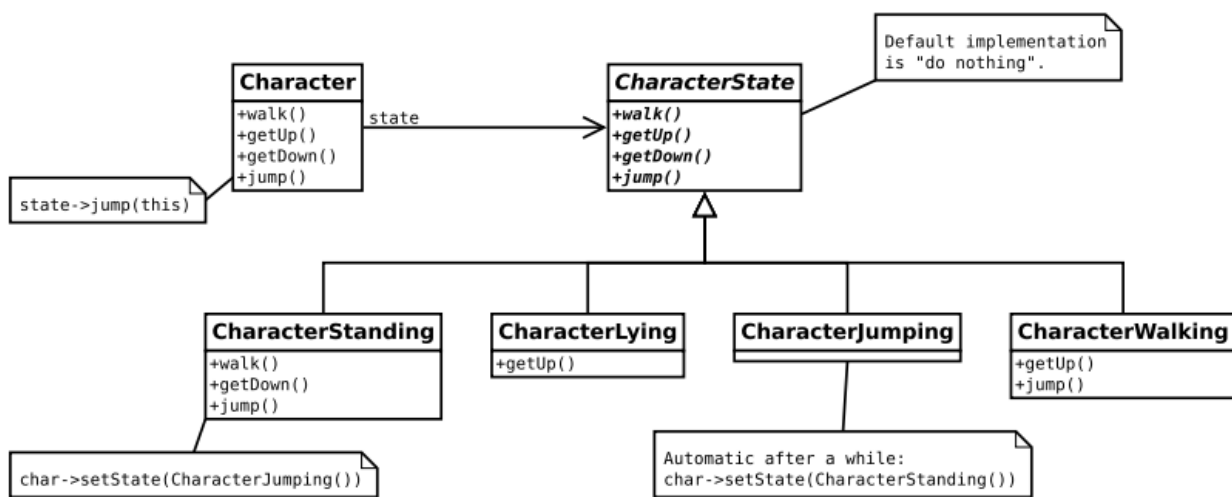 Default implementation
is "do nothing".
Character
+walk()
+getUp()
+getDown()
+jump()
state
CharacterState
+walk()
+getUp()
+getDown()
+jump()
state->jump(this)
CharacterStanding
+walk()
+getDown()
+jump()
CharacterLying
+getUp()
CharacterJumping
CharacterWalking
+getUp()
+jump()
char->setState(CharacterJumping())
Automatic after a while:
char->setState(CharacterStanding())